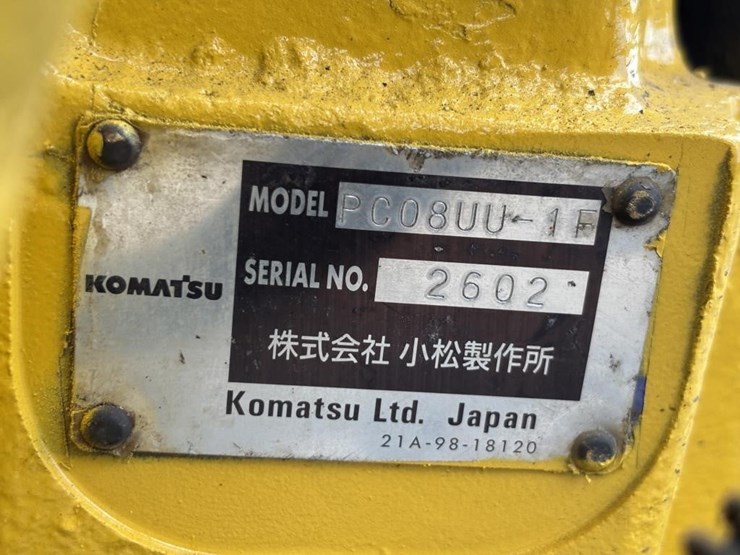 MODEL PC08UU-1F
SERIAL NO. 2602
KOMATSU
株式会社 小松製作所
Komatsu Ltd. Japan
21A-98-18120